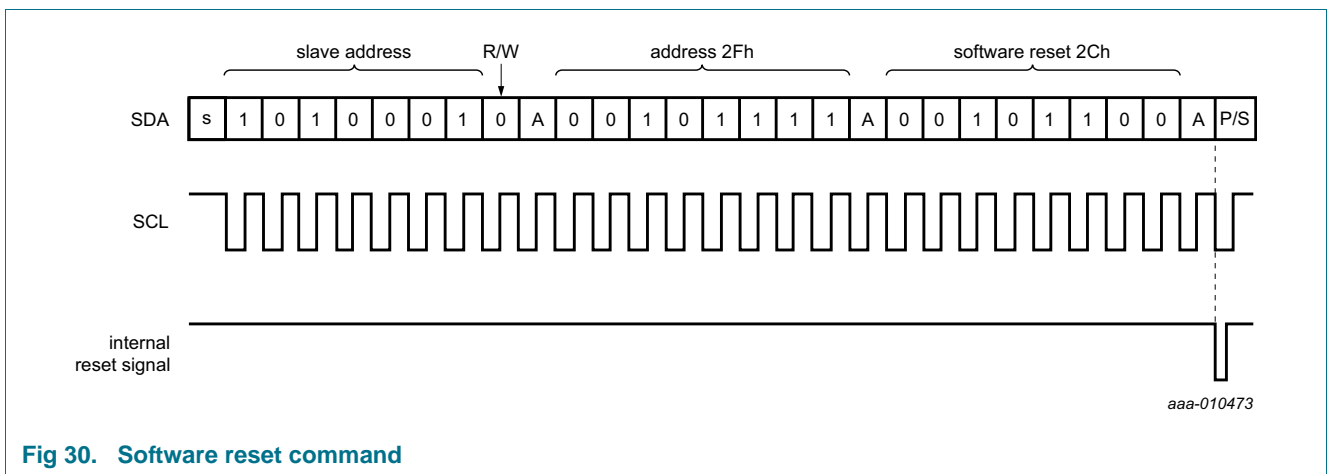 slave address R/W address 2Fh software reset 2Ch
SDA s 1 0 1 0 0 0 1 0 A 0 0 1 0 1 1 1 1 A 0 0 1 0 1 1 0 0 A P/S
SCL
internal
reset signal
aaa-010473
Fig 30. Software reset command